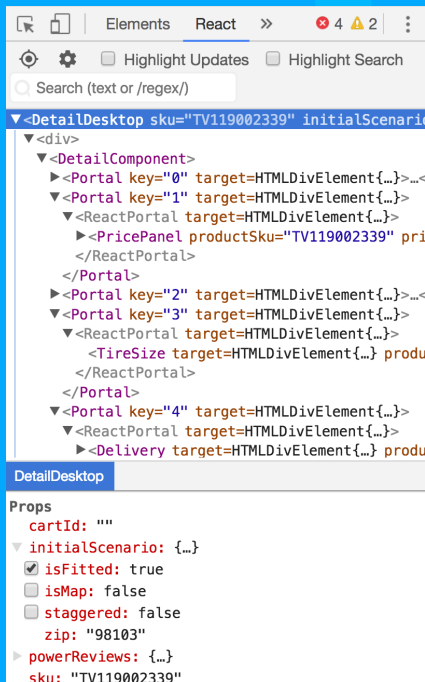 Elements React » 4 2
Highlight Updates Highlight Search
Search (text or /regex/)
<DetailDesktop sku="TV119002339" initialScenario
<div>
<DetailComponent>
<Portal key="0" target=HTMLDivElement{…}>…<
<Portal key="1" target=HTMLDivElement{…}>
<ReactPortal target=HTMLDivElement{…}>
<PricePanel productSku="TV119002339" pri
</ReactPortal>
</Portal>
<Portal key="2" target=HTMLDivElement{…}>…<
<Portal key="3" target=HTMLDivElement{…}>
<ReactPortal target=HTMLDivElement{…}>
<TireSize target=HTMLDivElement{…} produ
</ReactPortal>
</Portal>
<Portal key="4" target=HTMLDivElement{…}>
<ReactPortal target=HTMLDivElement{…}>
<Delivery target=HTMLDivElement{…} produ
DetailDesktop
Props
cartId: ""
initialScenario: {…}
isFitted: true
isMap: false
staggered: false
zip: "98103"
powerReviews: {…}
sku: "TV119002339"